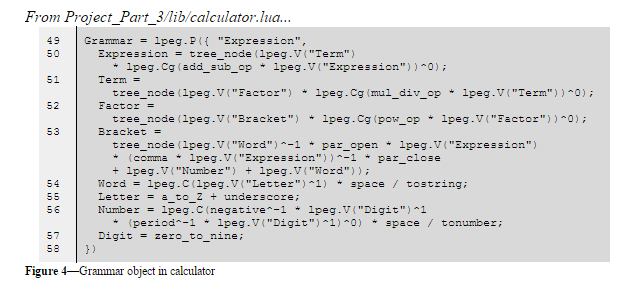 From Project_Part_3/lib/calculator.lua...
49 Grammar = lpeg.P({ "Expression",
50 Expression = tree_node(lpeg.V("Term")
* lpeg.Cg(add_sub_op * lpeg.V("Expression"))^0);
51 Term =
tree_node(lpeg.V("Factor") * lpeg.Cg(mul_div_op * lpeg.V("Term"))^0);
52 Factor =
tree_node(lpeg.V("Bracket") * lpeg.Cg(pow_op * lpeg.V("Factor"))^0);
53 Bracket =
tree_node(lpeg.V("Word")^-1 * par_open * lpeg.V("Expression")
* (comma * lpeg.V("Expression"))^-1 * par_close
+ lpeg.V("Number") + lpeg.V("Word"));
54 Word = lpeg.C(lpeg.V("Letter")^1) * space / tostring;
55 Letter = a_to_Z + underscore;
56 Number = lpeg.C(negative^-1 * lpeg.V("Digit")^1
* (period^-1 * lpeg.V("Digit")^1)^0) * space / tonumber;
57 Digit = zero_to_nine;
58 })
Figure 4—Grammar object in calculator